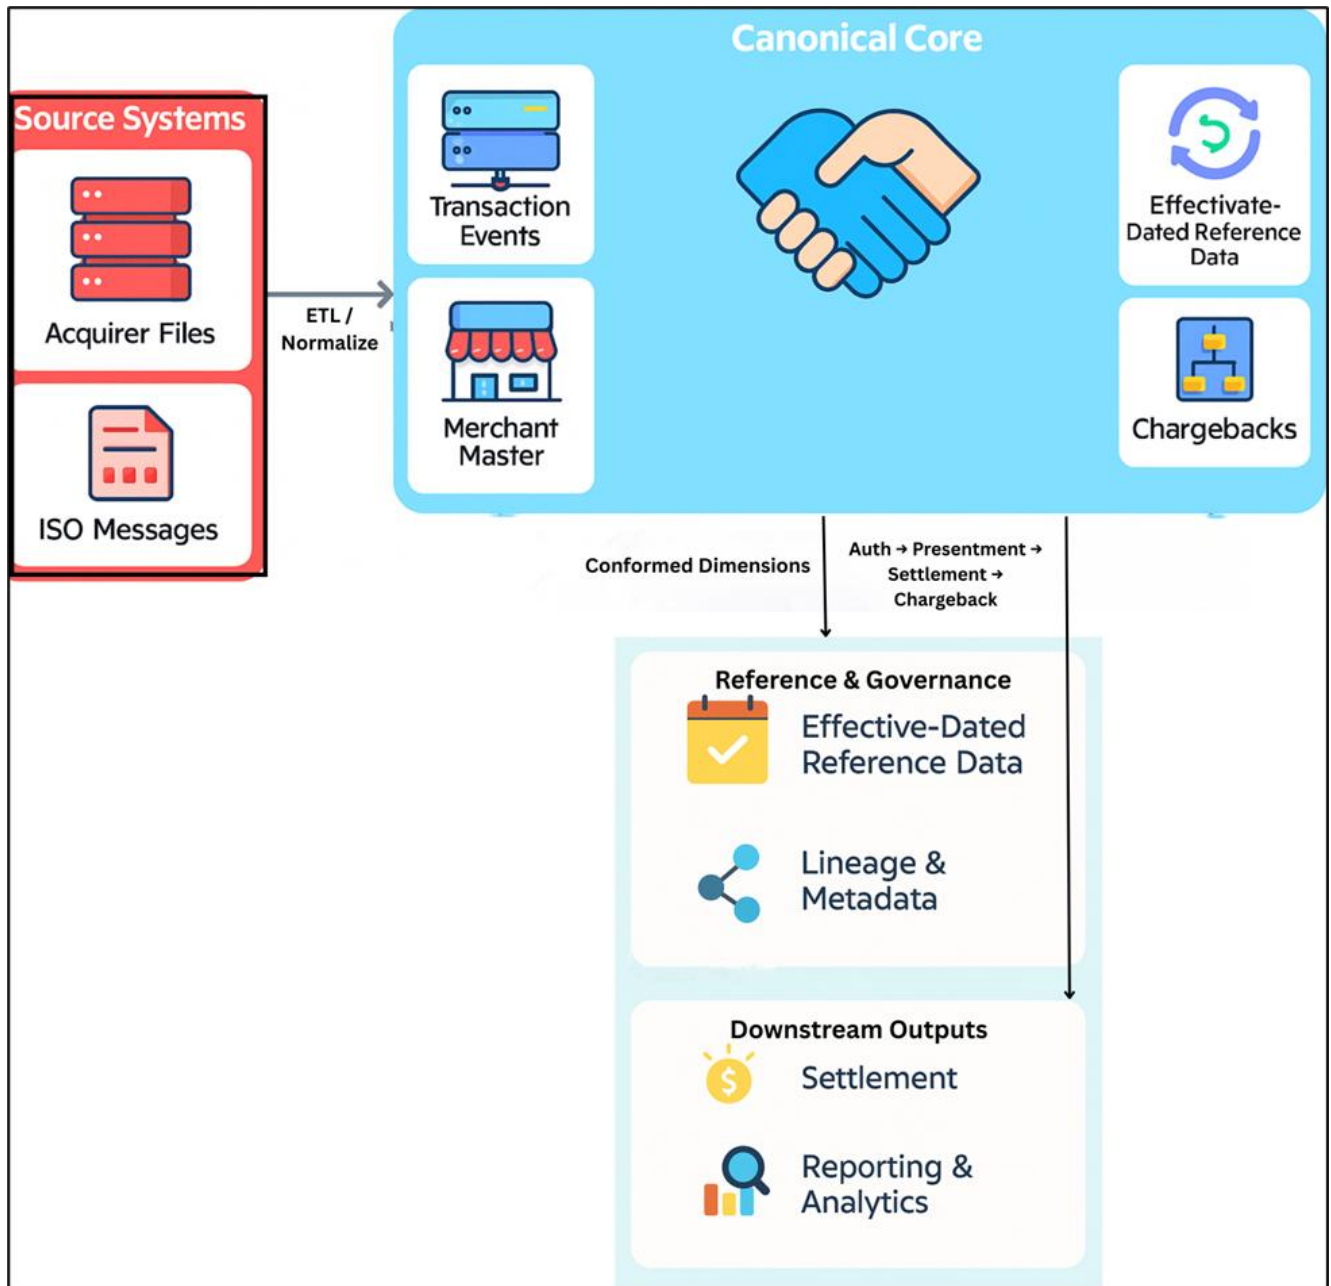 Canonical Core
Source Systems
Acquirer Files
ISO Messages
ETL /
Normalize
Transaction
Events
Merchant
Master
Effectivate-
Dated Reference
Data
Chargebacks
Conformed Dimensions
Auth → Presentment →
Settlement →
Chargeback
Reference & Governance
Effective-Dated
Reference Data
Lineage &
Metadata
Downstream Outputs
$
Settlement
Reporting &
Analytics